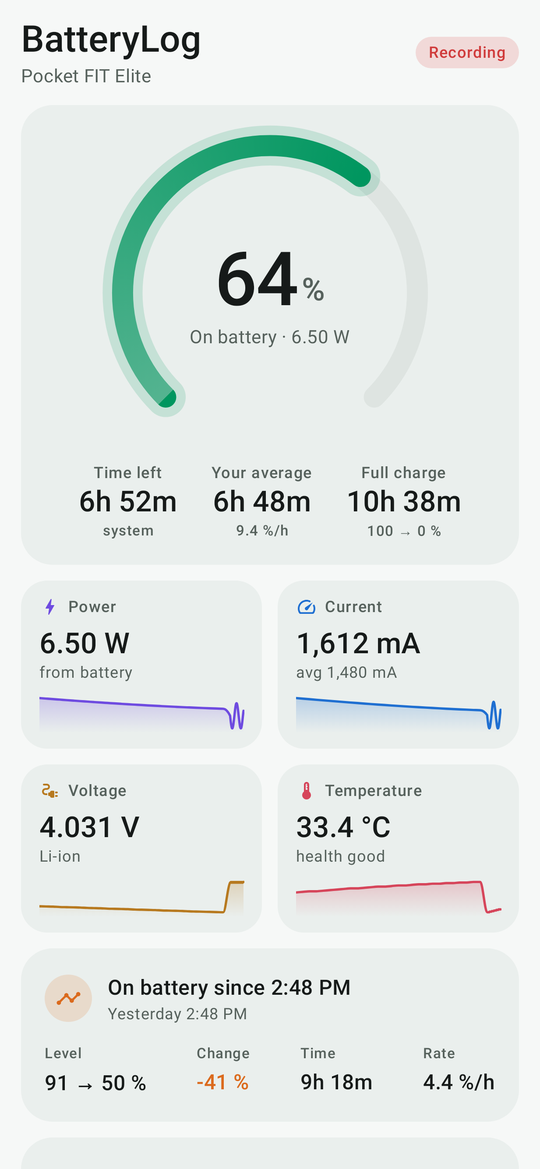 BatteryLog
Pocket FIT Elite
Recording
64%
On battery · 6.50 W
Time left
6h 52m
system
Your average
6h 48m
9.4 %/h
Full charge
10h 38m
100 → 0 %
Power
6.50 W
from battery
Current
1,612 mA
avg 1,480 mA
Voltage
4.031 V
Li-ion
Temperature
33.4 °C
health good
On battery since 2:48 PM
Yesterday 2:48 PM
Level
91 → 50 %
Change
-41 %
Time
9h 18m
Rate
4.4 %/h